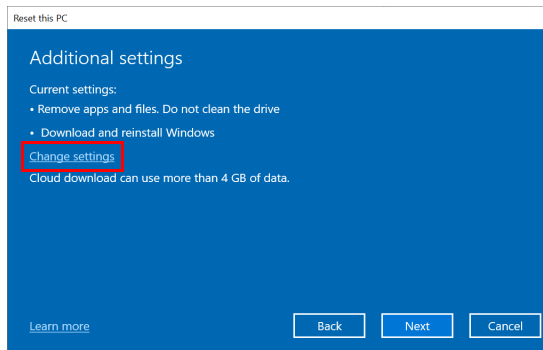 Reset this PC
Additional settings
Current settings:
• Remove apps and files. Do not clean the drive
• Download and reinstall Windows
Change settings
Cloud download can use more than 4 GB of data.
Learn more
Back
Next
Cancel